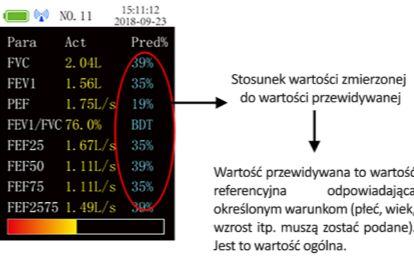 NO. 11 15:11:12
2018-09-23
Para Act Pred%
FVC 2.04L 39%
FEV1 1.56L 35%
PEF 1.75L/s 19%
FEV1/FVC 76.0% BDT
FEF25 1.67L/s 35%
FEF50 1.11L/s 39%
FEF75 1.11L/s 35%
FEF2575 1.49L/s 39%
Stosunek wartości zmierzonej
do wartości przewidywanej
Wartość przewidywana to wartość
referencyjna odpowiadająca
określonym warunkom (płeć, wiek,
wzrost itp. muszą zostać podane).
Jest to wartość ogólna.